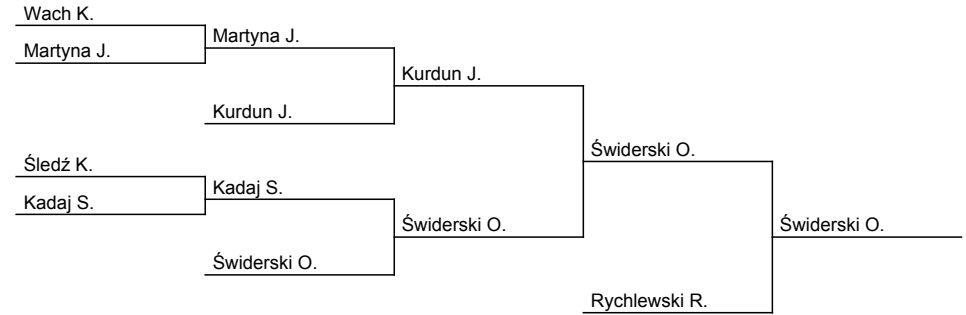 Wach K.
Martyna J.
Martyna J.
Kurdun J.
Kurdun J.
Śledź K.
Świderski O.
Kadaj S.
Kadaj S.
Świderski O.
Świderski O.
Świderski O.
Rychlewski R.